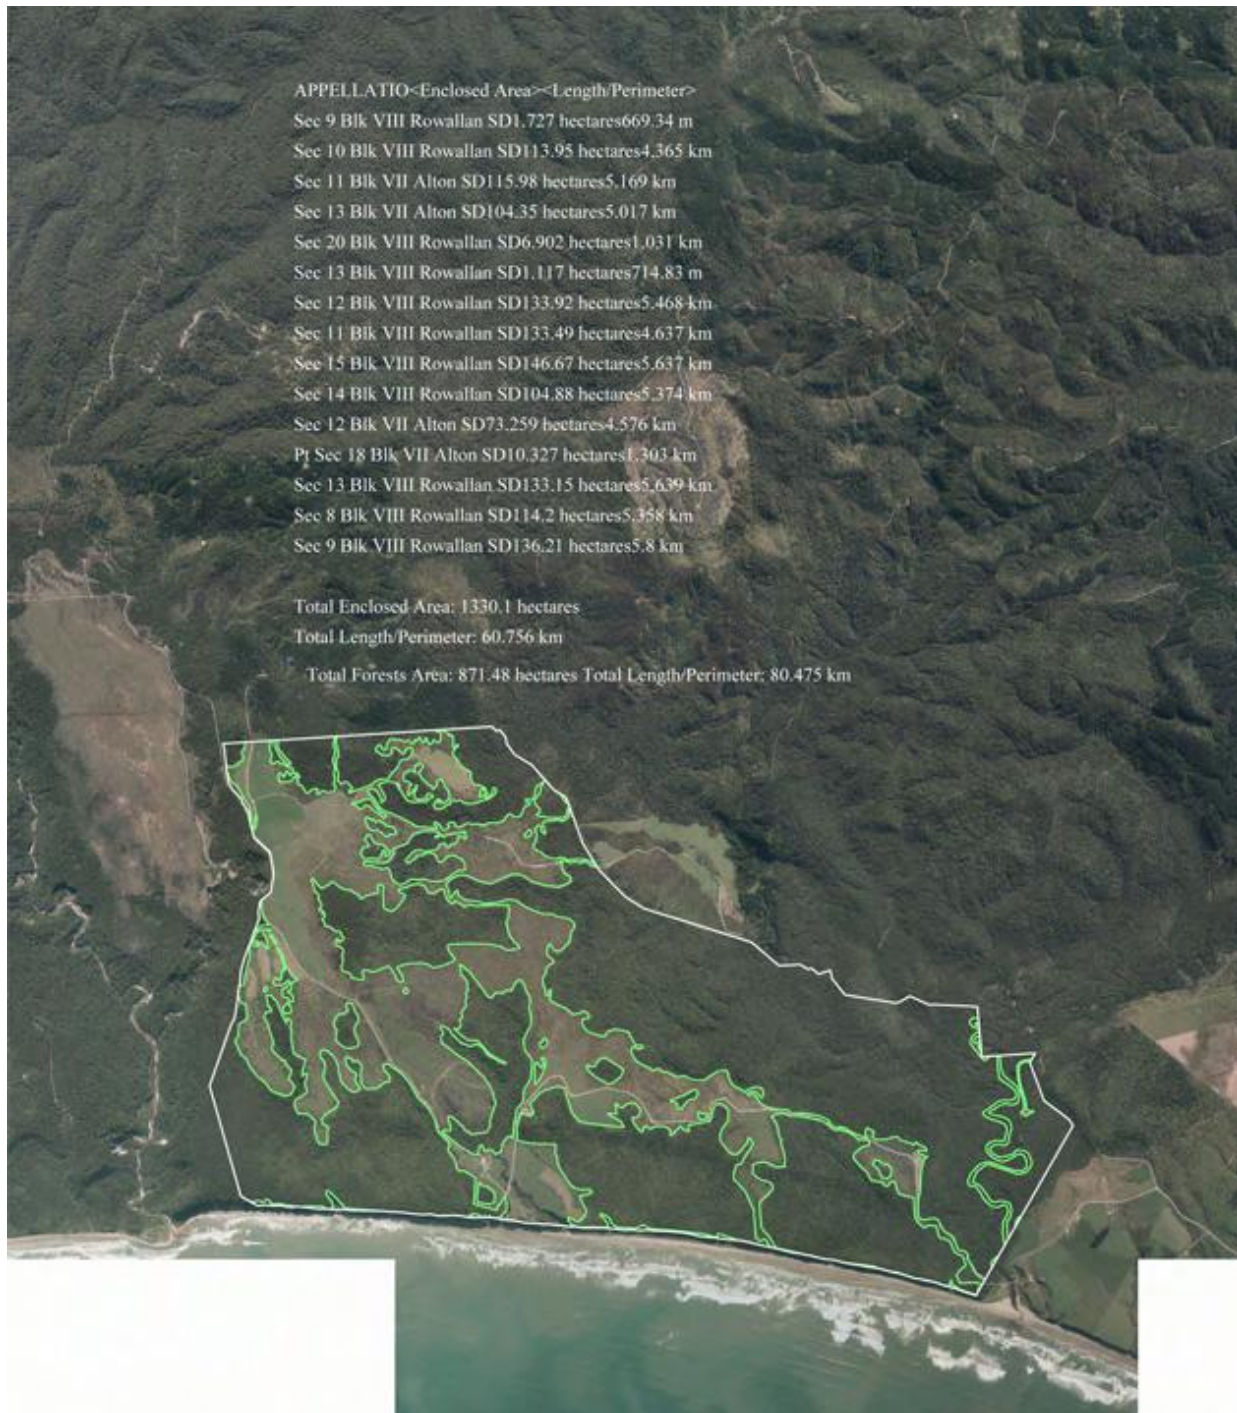 APPELLATIO<Enclosed Area><Length/Perimeter>
Sec 9 Blk VIII Rowallan SD1.727 hectares669.34 m
Sec 10 Blk VIII Rowallan SD113.95 hectares4.365 km
Sec 11 Blk VII Alton SD115.98 hectares5.169 km
Sec 13 Blk VII Alton SD104.35 hectares5.017 km
Sec 20 Blk VIII Rowallan SD6.902 hectares1.031 km
Sec 13 Blk VIII Rowallan SD1.117 hectares714.83 m
Sec 12 Blk VIII Rowallan SD133.92 hectares5.468 km
Sec 11 Blk VIII Rowallan SD133.49 hectares4.637 km
Sec 15 Blk VIII Rowallan SD146.67 hectares5.637 km
Sec 14 Blk VIII Rowallan SD104.88 hectares5.374 km
Sec 12 Blk VII Alton SD73.259 hectares4.576 km
Pt Sec 18 Blk VII Alton SD10.327 hectares1.303 km
Sec 13 Blk VIII Rowallan SD133.15 hectares5.639 km
Sec 8 Blk VIII Rowallan SD114.2 hectares5.358 km
Sec 9 Blk VIII Rowallan SD136.21 hectares5.8 km
Total Enclosed Area: 1330.1 hectares
Total Length/Perimeter: 60.756 km
Total Forests Area: 871.48 hectares Total Length/Perimeter: 80.475 km